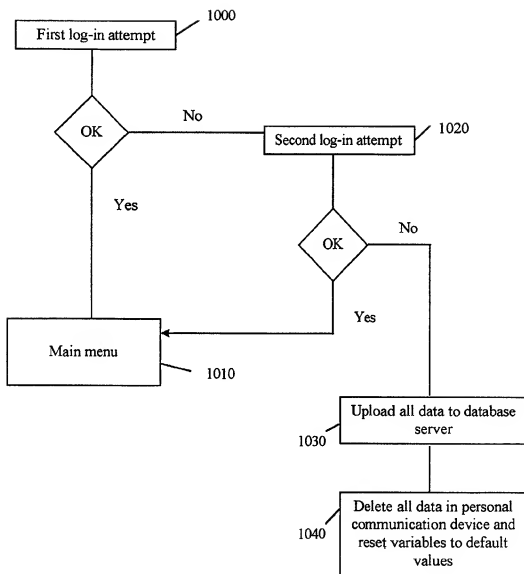 1000
First log-in attempt
OK
No
1020
Second log-in attempt
Yes
OK
No
Yes
Main menu
1010
Upload all data to database
server
1030
Delete all data in personal
communication device and
reset variables to default
values
1040